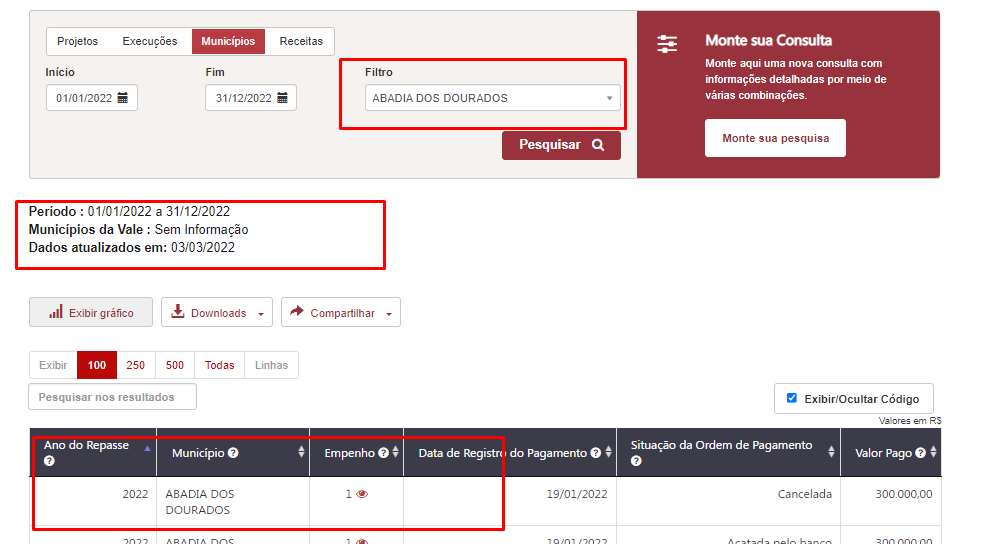 Projetos Execuções Municípios Receitas
Início Fim Filtro
01/01/2022 31/12/2022 ABADIA DOS DOURADOS
Pesquisar
Monte sua Consulta
Monte aqui uma nova consulta com
informações detalhadas por meio de
várias combinações.
Monte sua pesquisa
Período : 01/01/2022 a 31/12/2022
Municípios da Vale : Sem Informação
Dados atualizados em: 03/03/2022
Exibir gráfico Downloads Compartilhar
Exibir 100 250 500 Todas Linhas
Pesquisar nos resultados
Exibir/Ocultar Código
Valores em R$
Ano do Repasse ? Município ? Empenho ? Data de Registro do Pagamento ? Situação da Ordem de Pagamento ? Valor Pago ?
2022 ABADIA DOS 1 19/01/2022 Cancelada 300.000,00
DOURADOS
2022 ABADIA DOS 1 19/01/2022 Acatada pelo banco 300.000,00